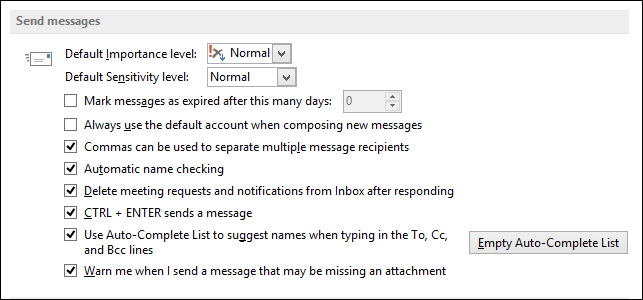 Send messages
Default Importance level: Normal
Default Sensitivity level: Normal
Mark messages as expired after this many days: 0
Always use the default account when composing new messages
Commas can be used to separate multiple message recipients
Automatic name checking
Delete meeting requests and notifications from Inbox after responding
CTRL + ENTER sends a message
Use Auto-Complete List to suggest names when typing in the To, Cc,
and Bcc lines
Empty Auto-Complete List
Warn me when I send a message that may be missing an attachment